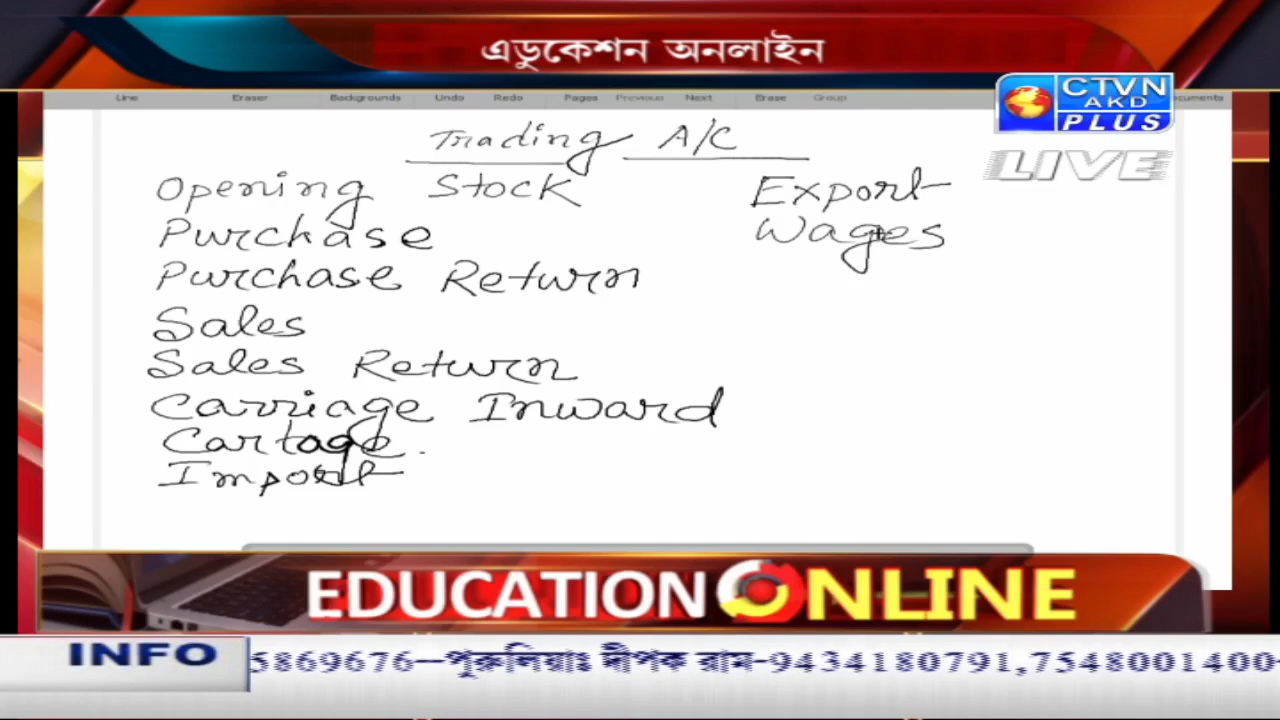 এডুকেশন অনলাইন
Line Eraser Backgrounds Undo Redo Pages Previous Next Erase Group ocuments
CTVN
AKD
PLUS
LIVE
Trading A/C
Opening Stock
Purchase
Purchase Return
Sales
Sales Return
Carriage Inward
Cartage.
Import
Export
Wages
EDUCATION ONLINE
INFO
5869676--পুরুলিয়াঃ দীপক রাম-9434180791,7548001400